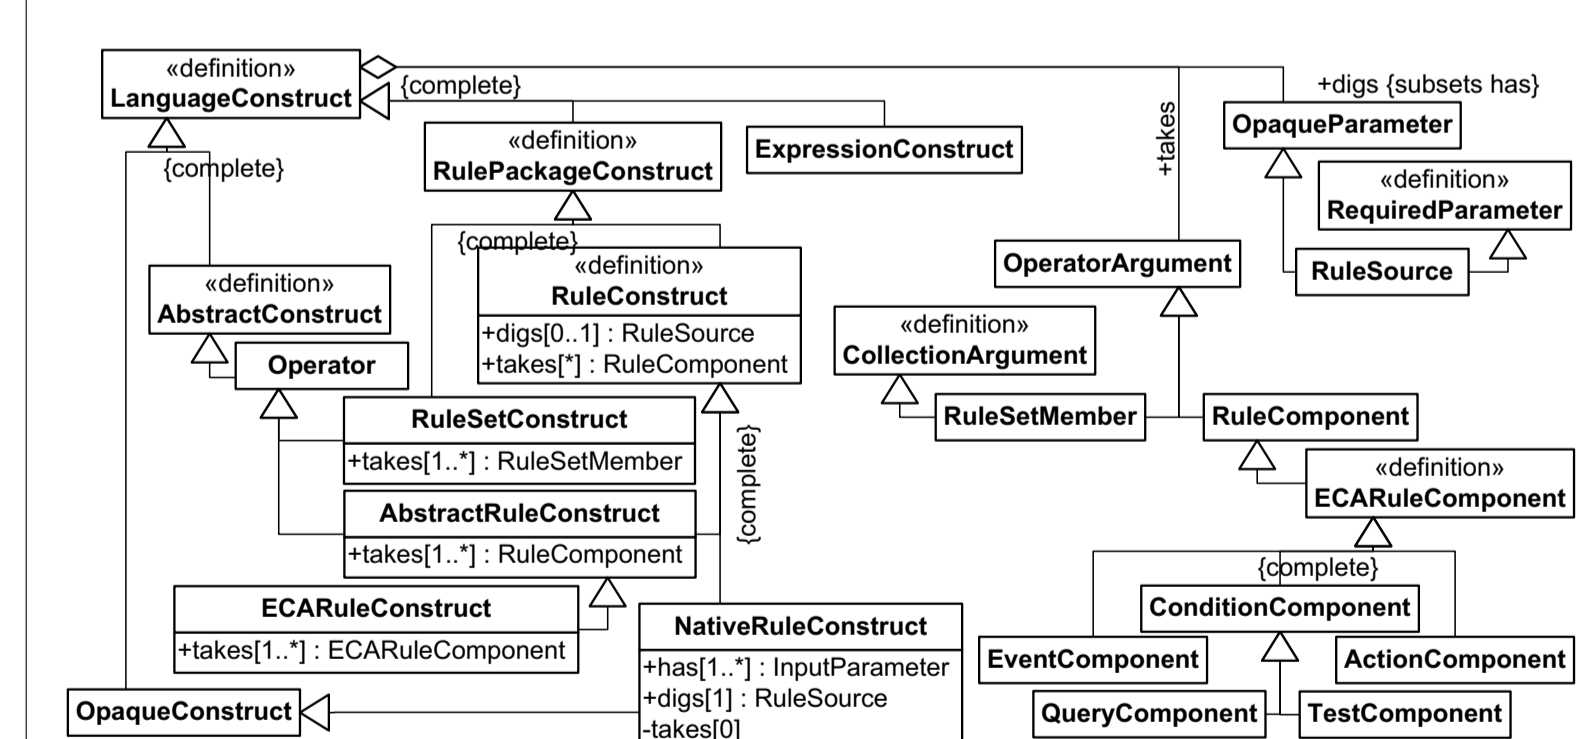 «definition»
LanguageConstruct
{complete}
{complete}
«definition»
RulePackageConstruct
ExpressionConstruct
+takes
+digs {subsets has}
OpaqueParameter
«definition»
RequiredParameter
RuleSource
{complete}
«definition»
AbstractConstruct
Operator
«definition»
RuleConstruct
+digs[0..1] : RuleSource
+takes[*] : RuleComponent
OperatorArgument
«definition»
CollectionArgument
RuleSetMember
RuleComponent
«definition»
ECARuleComponent
RuleSetConstruct
+takes[1..*] : RuleSetMember
{complete}
AbstractRuleConstruct
+takes[1..*] : RuleComponent
ECARuleConstruct
+takes[1..*] : ECARuleComponent
NativeRuleConstruct
+has[1..*] : InputParameter
+digs[1] : RuleSource
-takes[0]
OpaqueConstruct
{complete}
ConditionComponent
EventComponent
ActionComponent
QueryComponent
TestComponent